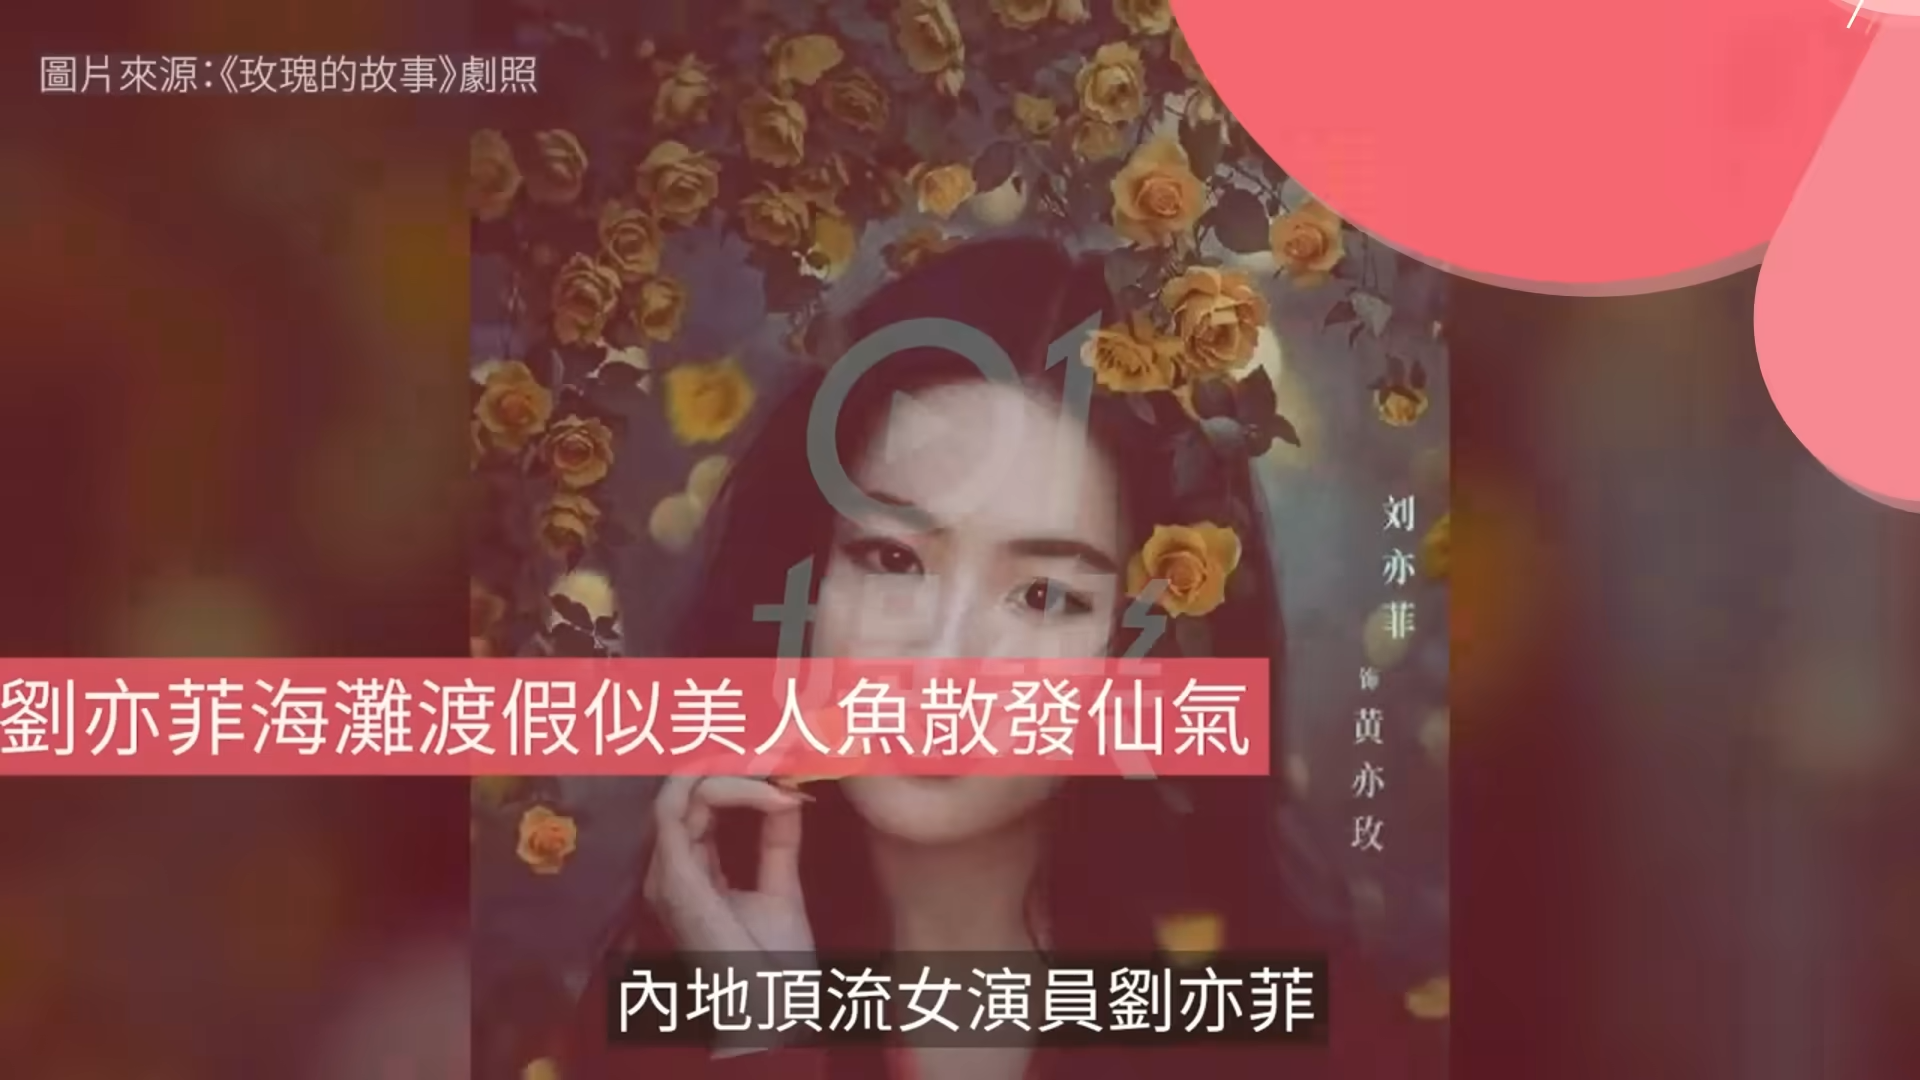 圖片來源：《玫瑰的故事》劇照
01
刘亦菲
饰
黄亦玫
劉亦菲海灘渡假似美人魚散發仙氣
內地頂流女演員劉亦菲